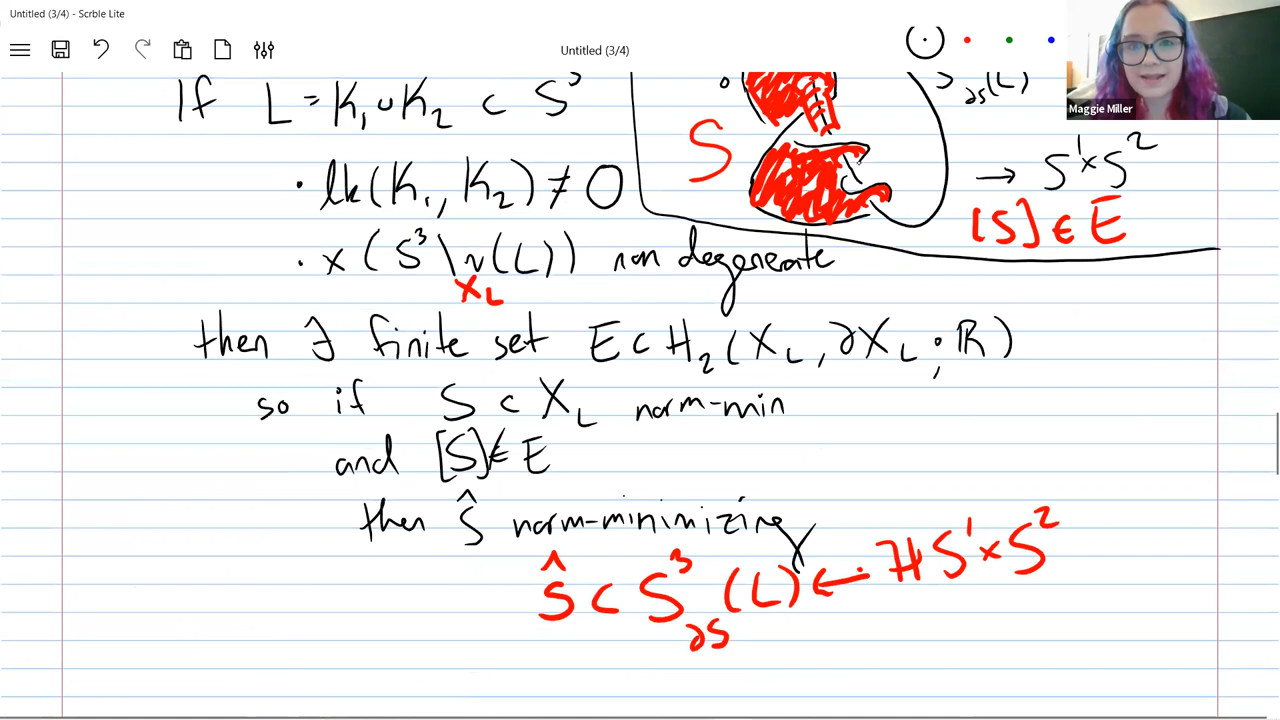 Untitled (3/4) - Scrble Lite
Untitled (3/4)
Maggie Miller
If L = K₁ ∪ K₂ ⊂ S³
S ∂S(L)
· lk(K₁, K₂) ≠ 0
→ S¹×S²
[S] ∈ E
· x (S³ \ ν(L)) non degenerate
X_L
then ∃ finite set E ⊂ H₂(X_L, ∂X_L; ℝ)
so if S ⊂ X_L norm-min
and [S] ∉ E
then Ŝ norm-minimizing
Ŝ ⊂ S³_∂S(L) ← ℍ S¹×S²